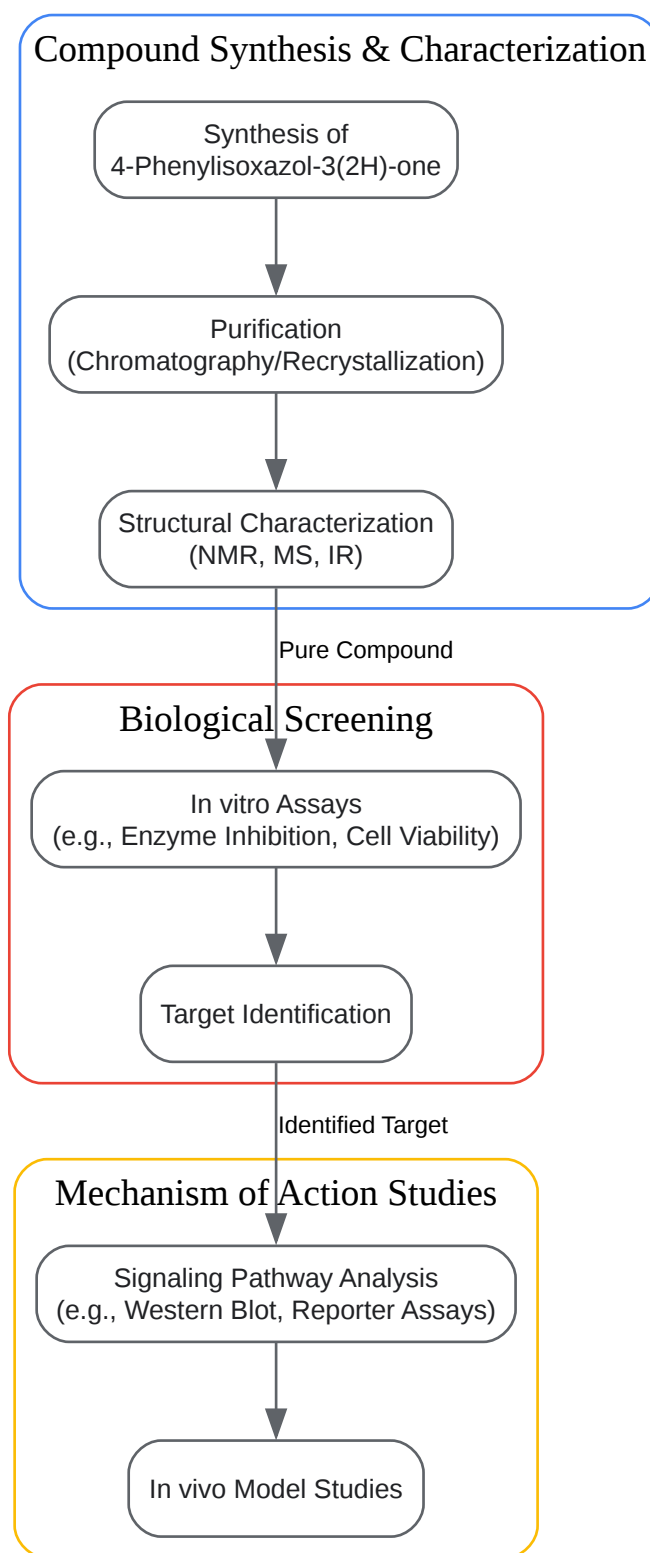 Compound Synthesis & Characterization
Synthesis of
4-Phenylisoxazol-3(2H)-one
Purification
(Chromatography/Recrystallization)
Structural Characterization
(NMR, MS, IR)
Pure Compound
Biological Screening
In vitro Assays
(e.g., Enzyme Inhibition, Cell Viability)
Target Identification
Identified Target
Mechanism of Action Studies
Signaling Pathway Analysis
(e.g., Western Blot, Reporter Assays)
In vivo Model Studies